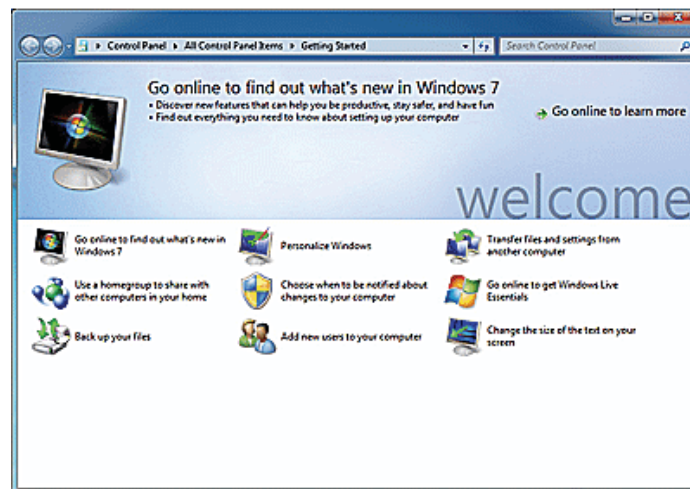 Control Panel ▸ All Control Panel Items ▸ Getting Started
Search Control Panel
Go online to find out what's new in Windows 7
• Discover new features that can help you be productive, stay safer, and have fun
• Find out everything you need to know about setting up your computer
Go online to learn more
welcome
Go online to find out what's new in
Windows 7
Personalize Windows
Transfer files and settings from
another computer
Use a homegroup to share with
other computers in your home
Choose when to be notified about
changes to your computer
Go online to get Windows Live
Essentials
Back up your files
Add new users to your computer
Change the size of the text on your
screen